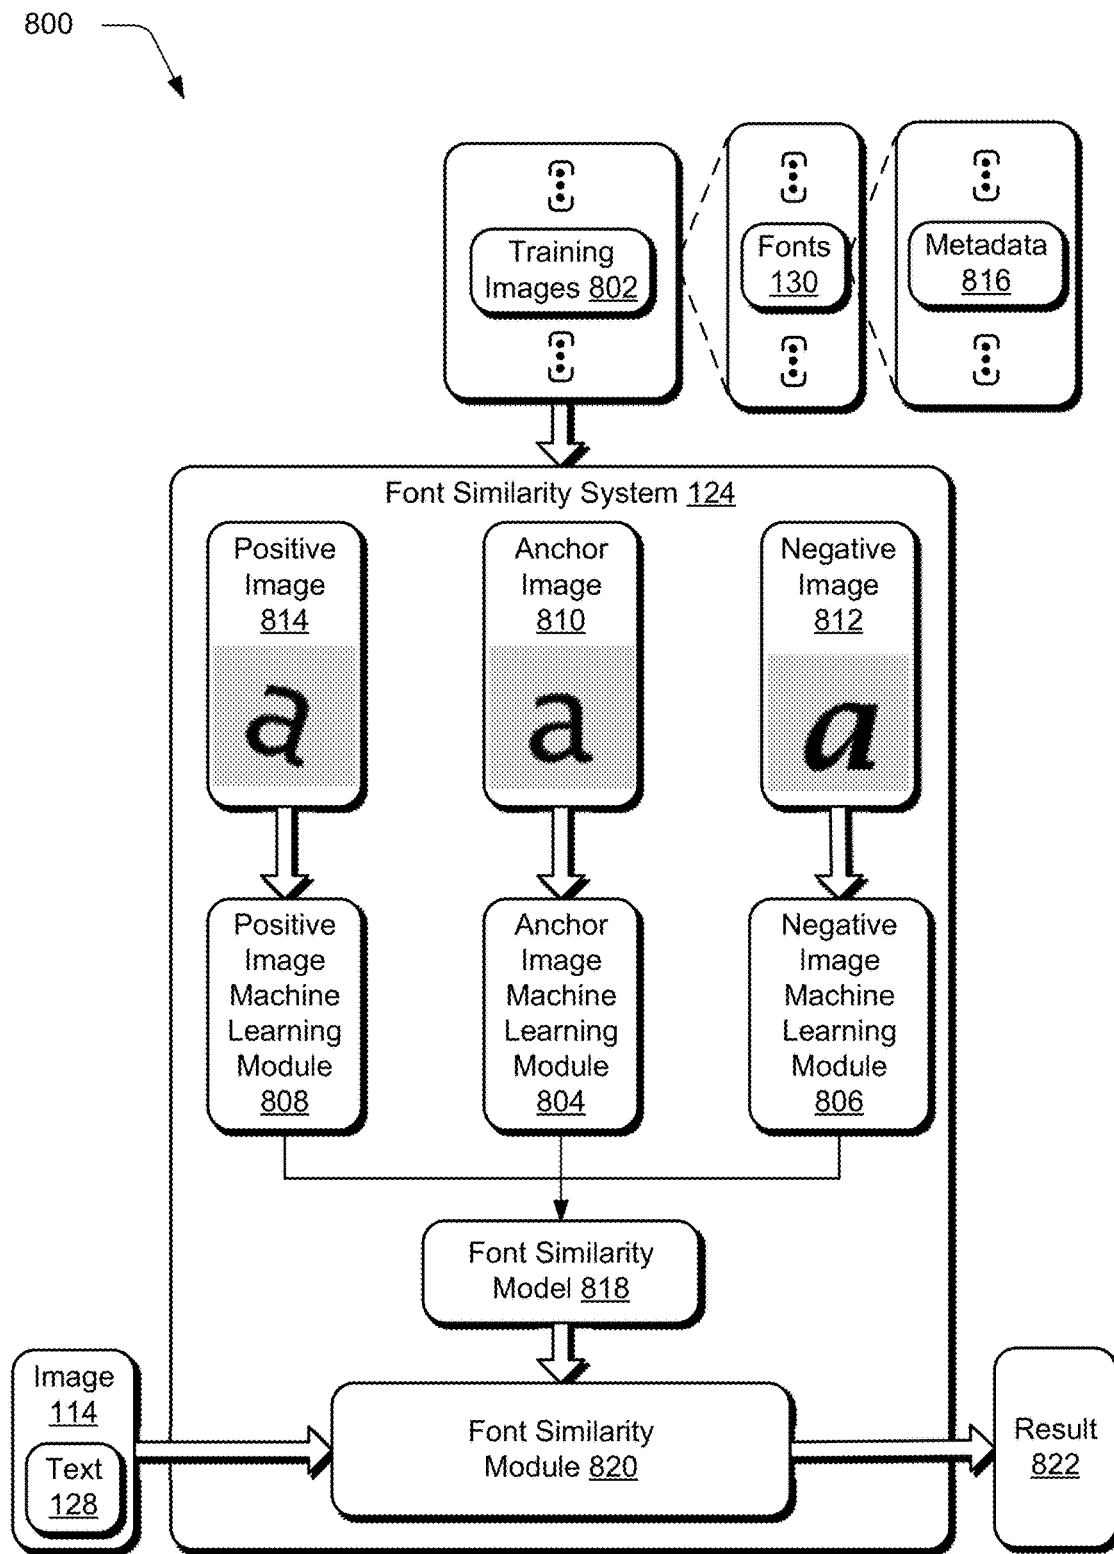 800
Training
Images 802
Fonts
130
Metadata
816
Font Similarity System 124
Positive
Image
814
a
Anchor
Image
810
a
Negative Image
812
a
Positive
Image
Machine
Learning
Module
808
Anchor
Image
Machine
Learning
Module
804
Negative
Image
Machine
Learning
Module
806
Font Similarity
Model 818
Image
114
Text
128
Font Similarity
Module 820
Result
822